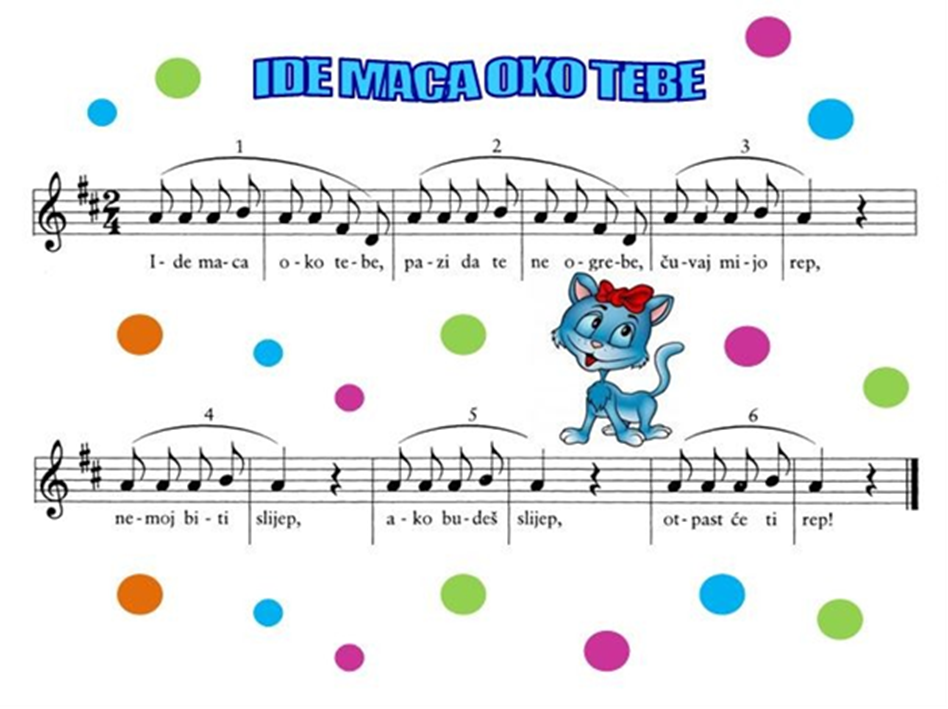 IDE MACA OKO TEBE
1 2 3
2
4
I - de ma - ca o - ko te - be, pa - zi da te ne o - gre - be, ču - vaj mi - jo rep,
4 5 6
ne - moj bi - ti slijep, a - ko bu - deš slijep, ot - past će ti rep!